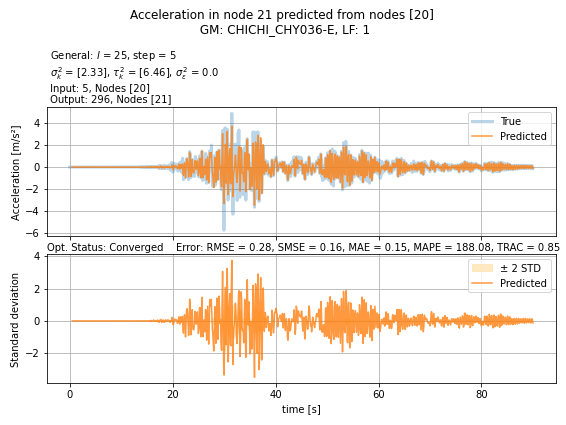 Acceleration in node 21 predicted from nodes [20]
GM: CHICHI_CHY036-E, LF: 1
General: l = 25, step = 5
σ²ₖ = [2.33], τ²ₖ = [6.46], σ²ε = 0.0
Input: 5, Nodes [20]
Output: 296, Nodes [21]
Acceleration [m/s²]
4
2
0
−2
−4
−6
True
Predicted
Opt. Status: Converged Error: RMSE = 0.28, SMSE = 0.16, MAE = 0.15, MAPE = 188.08, TRAC = 0.85
Standard deviation
4
2
0
−2
± 2 STD
Predicted
0 20 40 60 80
time [s]